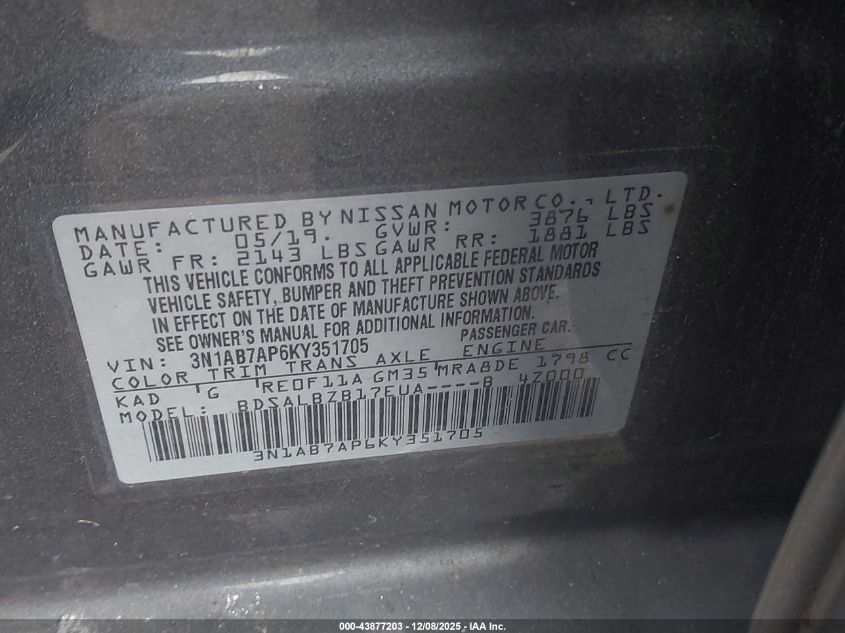 MANUFACTURED BY NISSAN MOTOR CO., LTD.
DATE: 05/19. GVWR: 3876 LBS
GAWR FR: 2143 LBS GAWR RR: 1881 LBS
THIS VEHICLE CONFORMS TO ALL APPLICABLE FEDERAL MOTOR
VEHICLE SAFETY, BUMPER AND THEFT PREVENTION STANDARDS
IN EFFECT ON THE DATE OF MANUFACTURE SHOWN ABOVE.
SEE OWNER'S MANUAL FOR ADDITIONAL INFORMATION.
VIN: 3N1AB7AP6KY351705 PASSENGER CAR.
COLOR TRIM TRANS AXLE ENGINE
KAD G RE0F11A GM35 MRA8DE 1798 CC
MODEL: BDSALBZB17EUA----B 4Z000
3N1AB7AP6KY351705
000-43877203 - 12/08/2025 - IAA Inc.